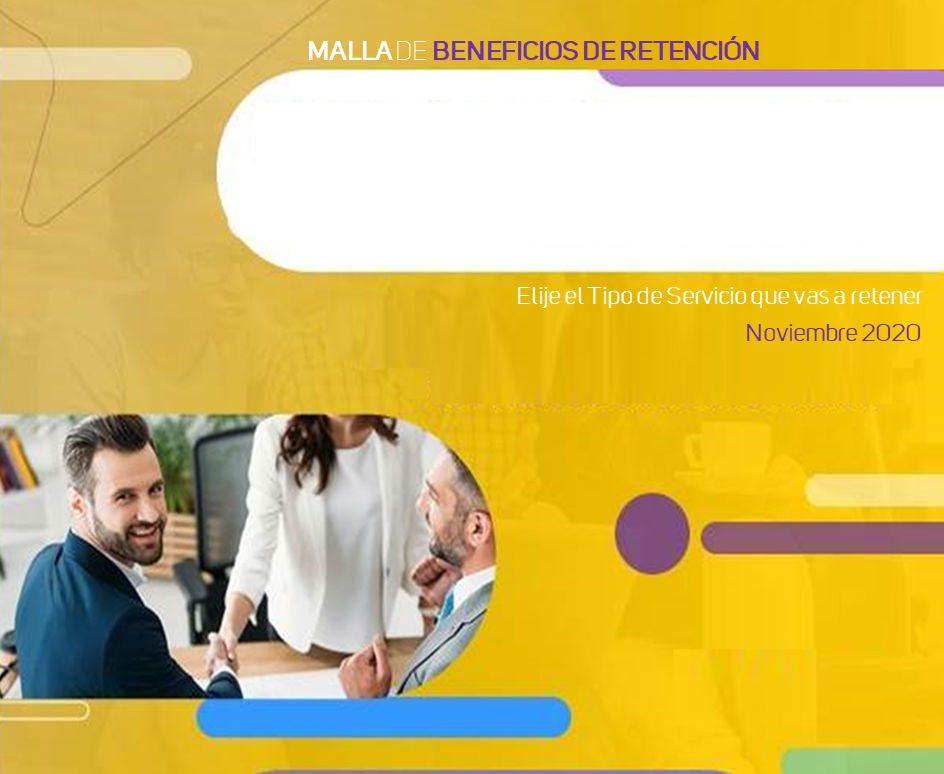 MALLA DE BENEFICIOS DE RETENCIÓN
Elije el Tipo de Servicio que vas a retener
Noviembre 2020